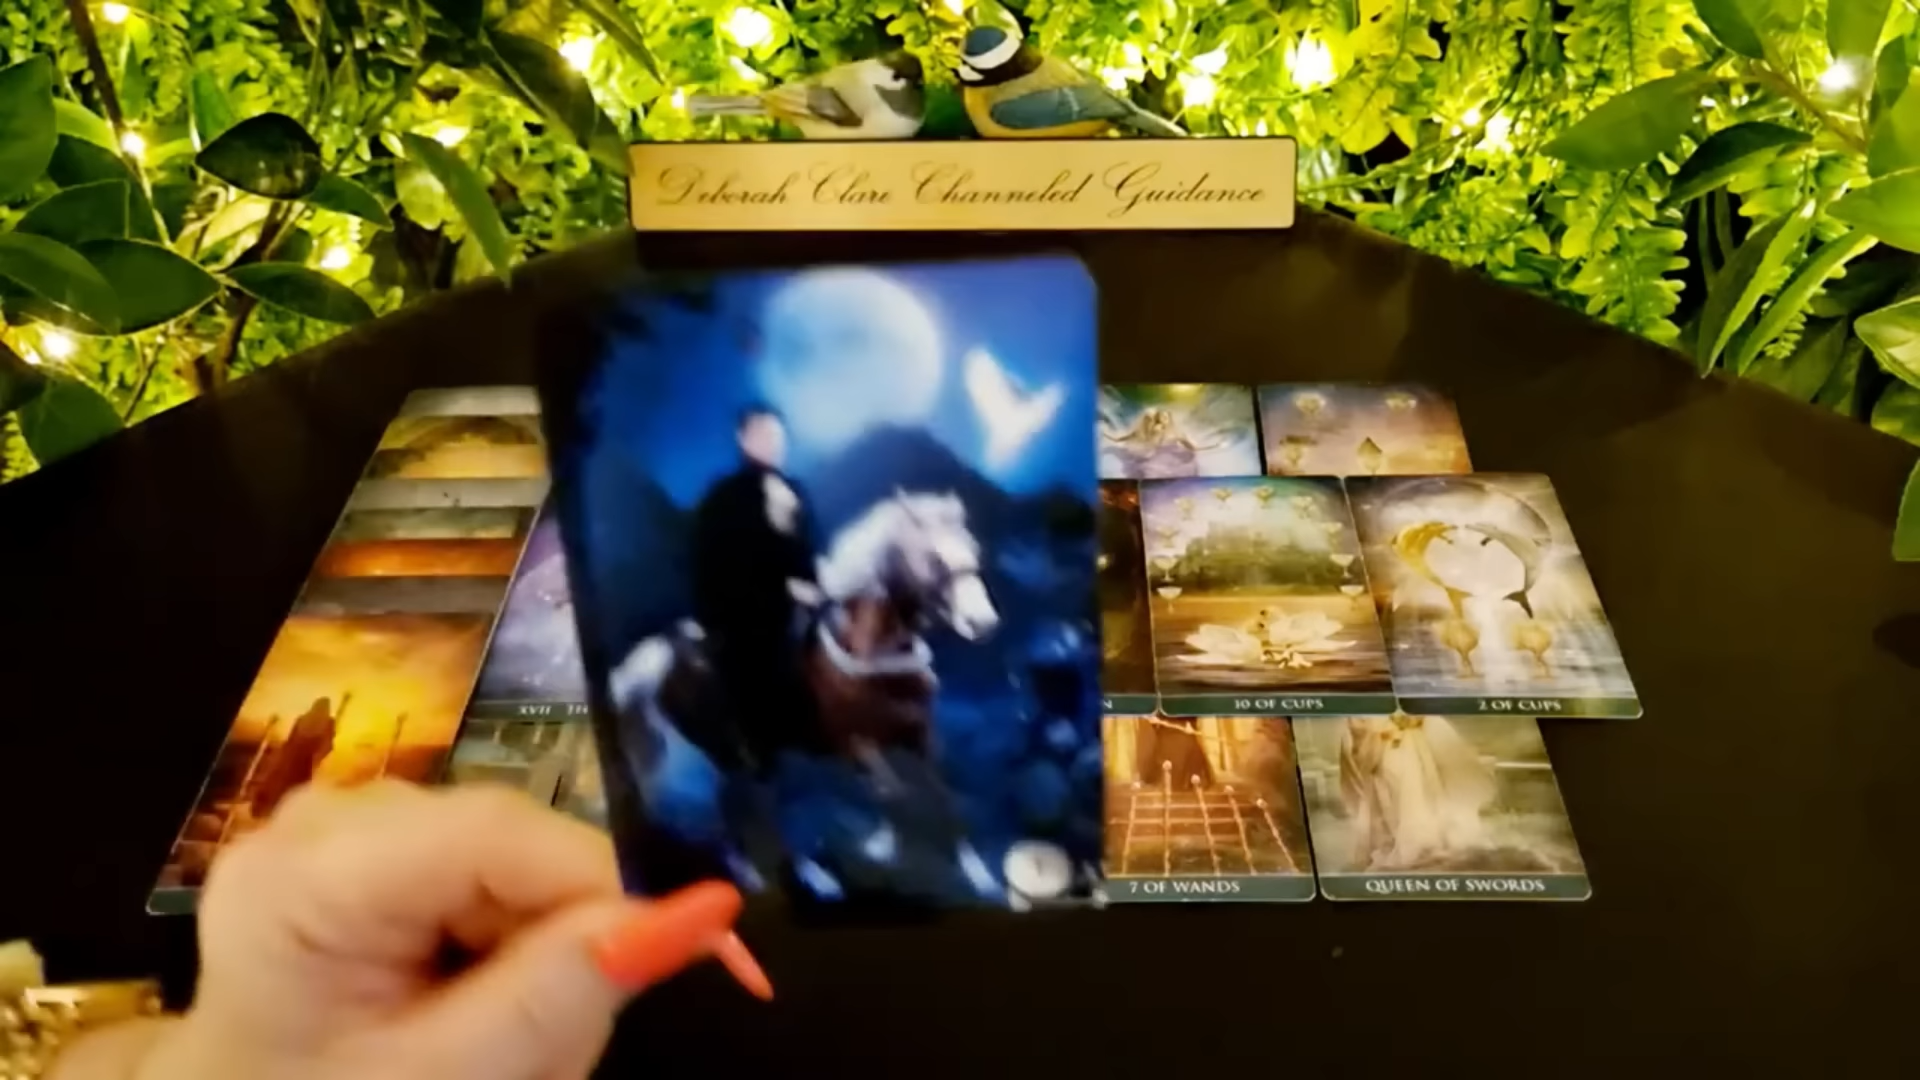 Deborah Clare Channeled Guidance
XVII
10 OF CUPS
2 OF CUPS
7 OF WANDS
QUEEN OF SWORDS